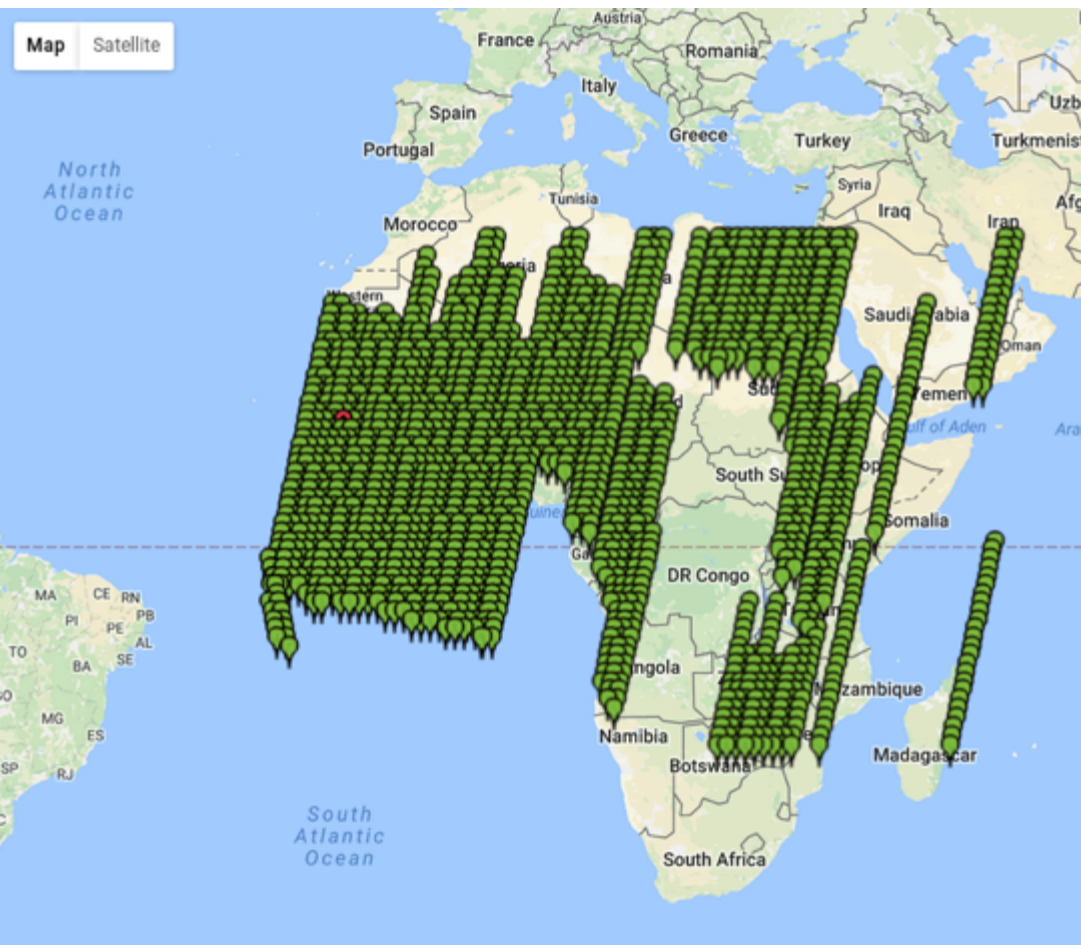 Map Satellite
Austria
France
Romania
Italy
Uzb
Spain
Greece
Turkey
Turkmenist
Portugal
North
Atlantic
Ocean
Syria
Afg
Tunisia
Iraq
Morocco
Iran
Western
Saudi
abia
Oman
Yemen
ulf of Aden
Ara
South Su
Somalia
Ga
DR Congo
MA
CE
RN
PI
PB
PE
AL
TO
SE
BA
ngola
zambique
MG
ES
Namibia
Madagascar
Botswana
SP
RJ
South
Atlantic
Ocean
South Africa